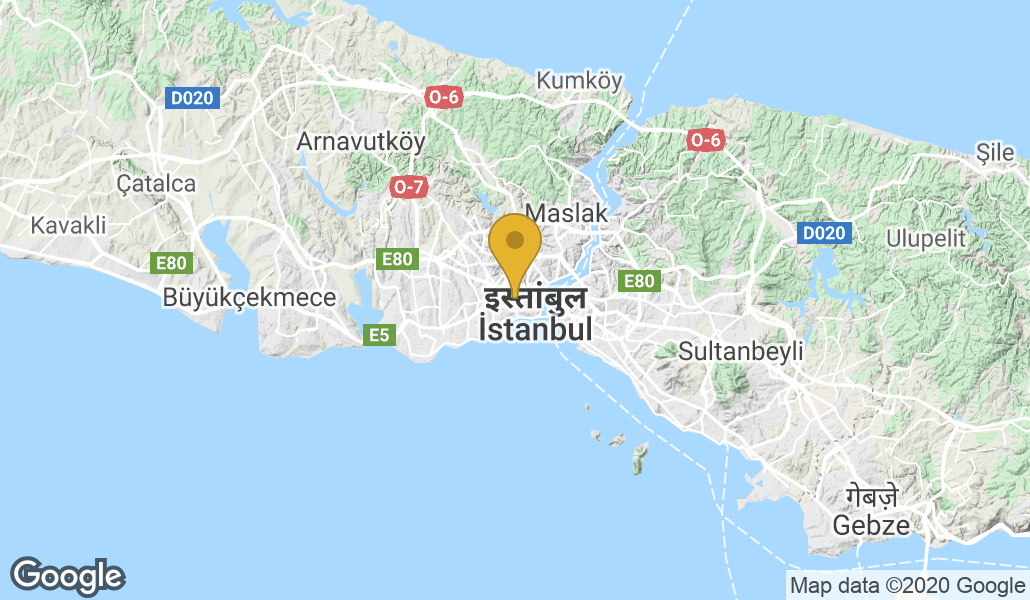 Kumköy
O-6
D020
Arnavutköy
O-6
Şile
Çatalca
O-7
Maslak
Kavakli
D020
Ulupelit
E80
E80
E80
Büyükçekmece
इस्तांबुल
İstanbul
E5
Sultanbeyli
गेबज़े
Gebze
Google
Map data ©2020 Google